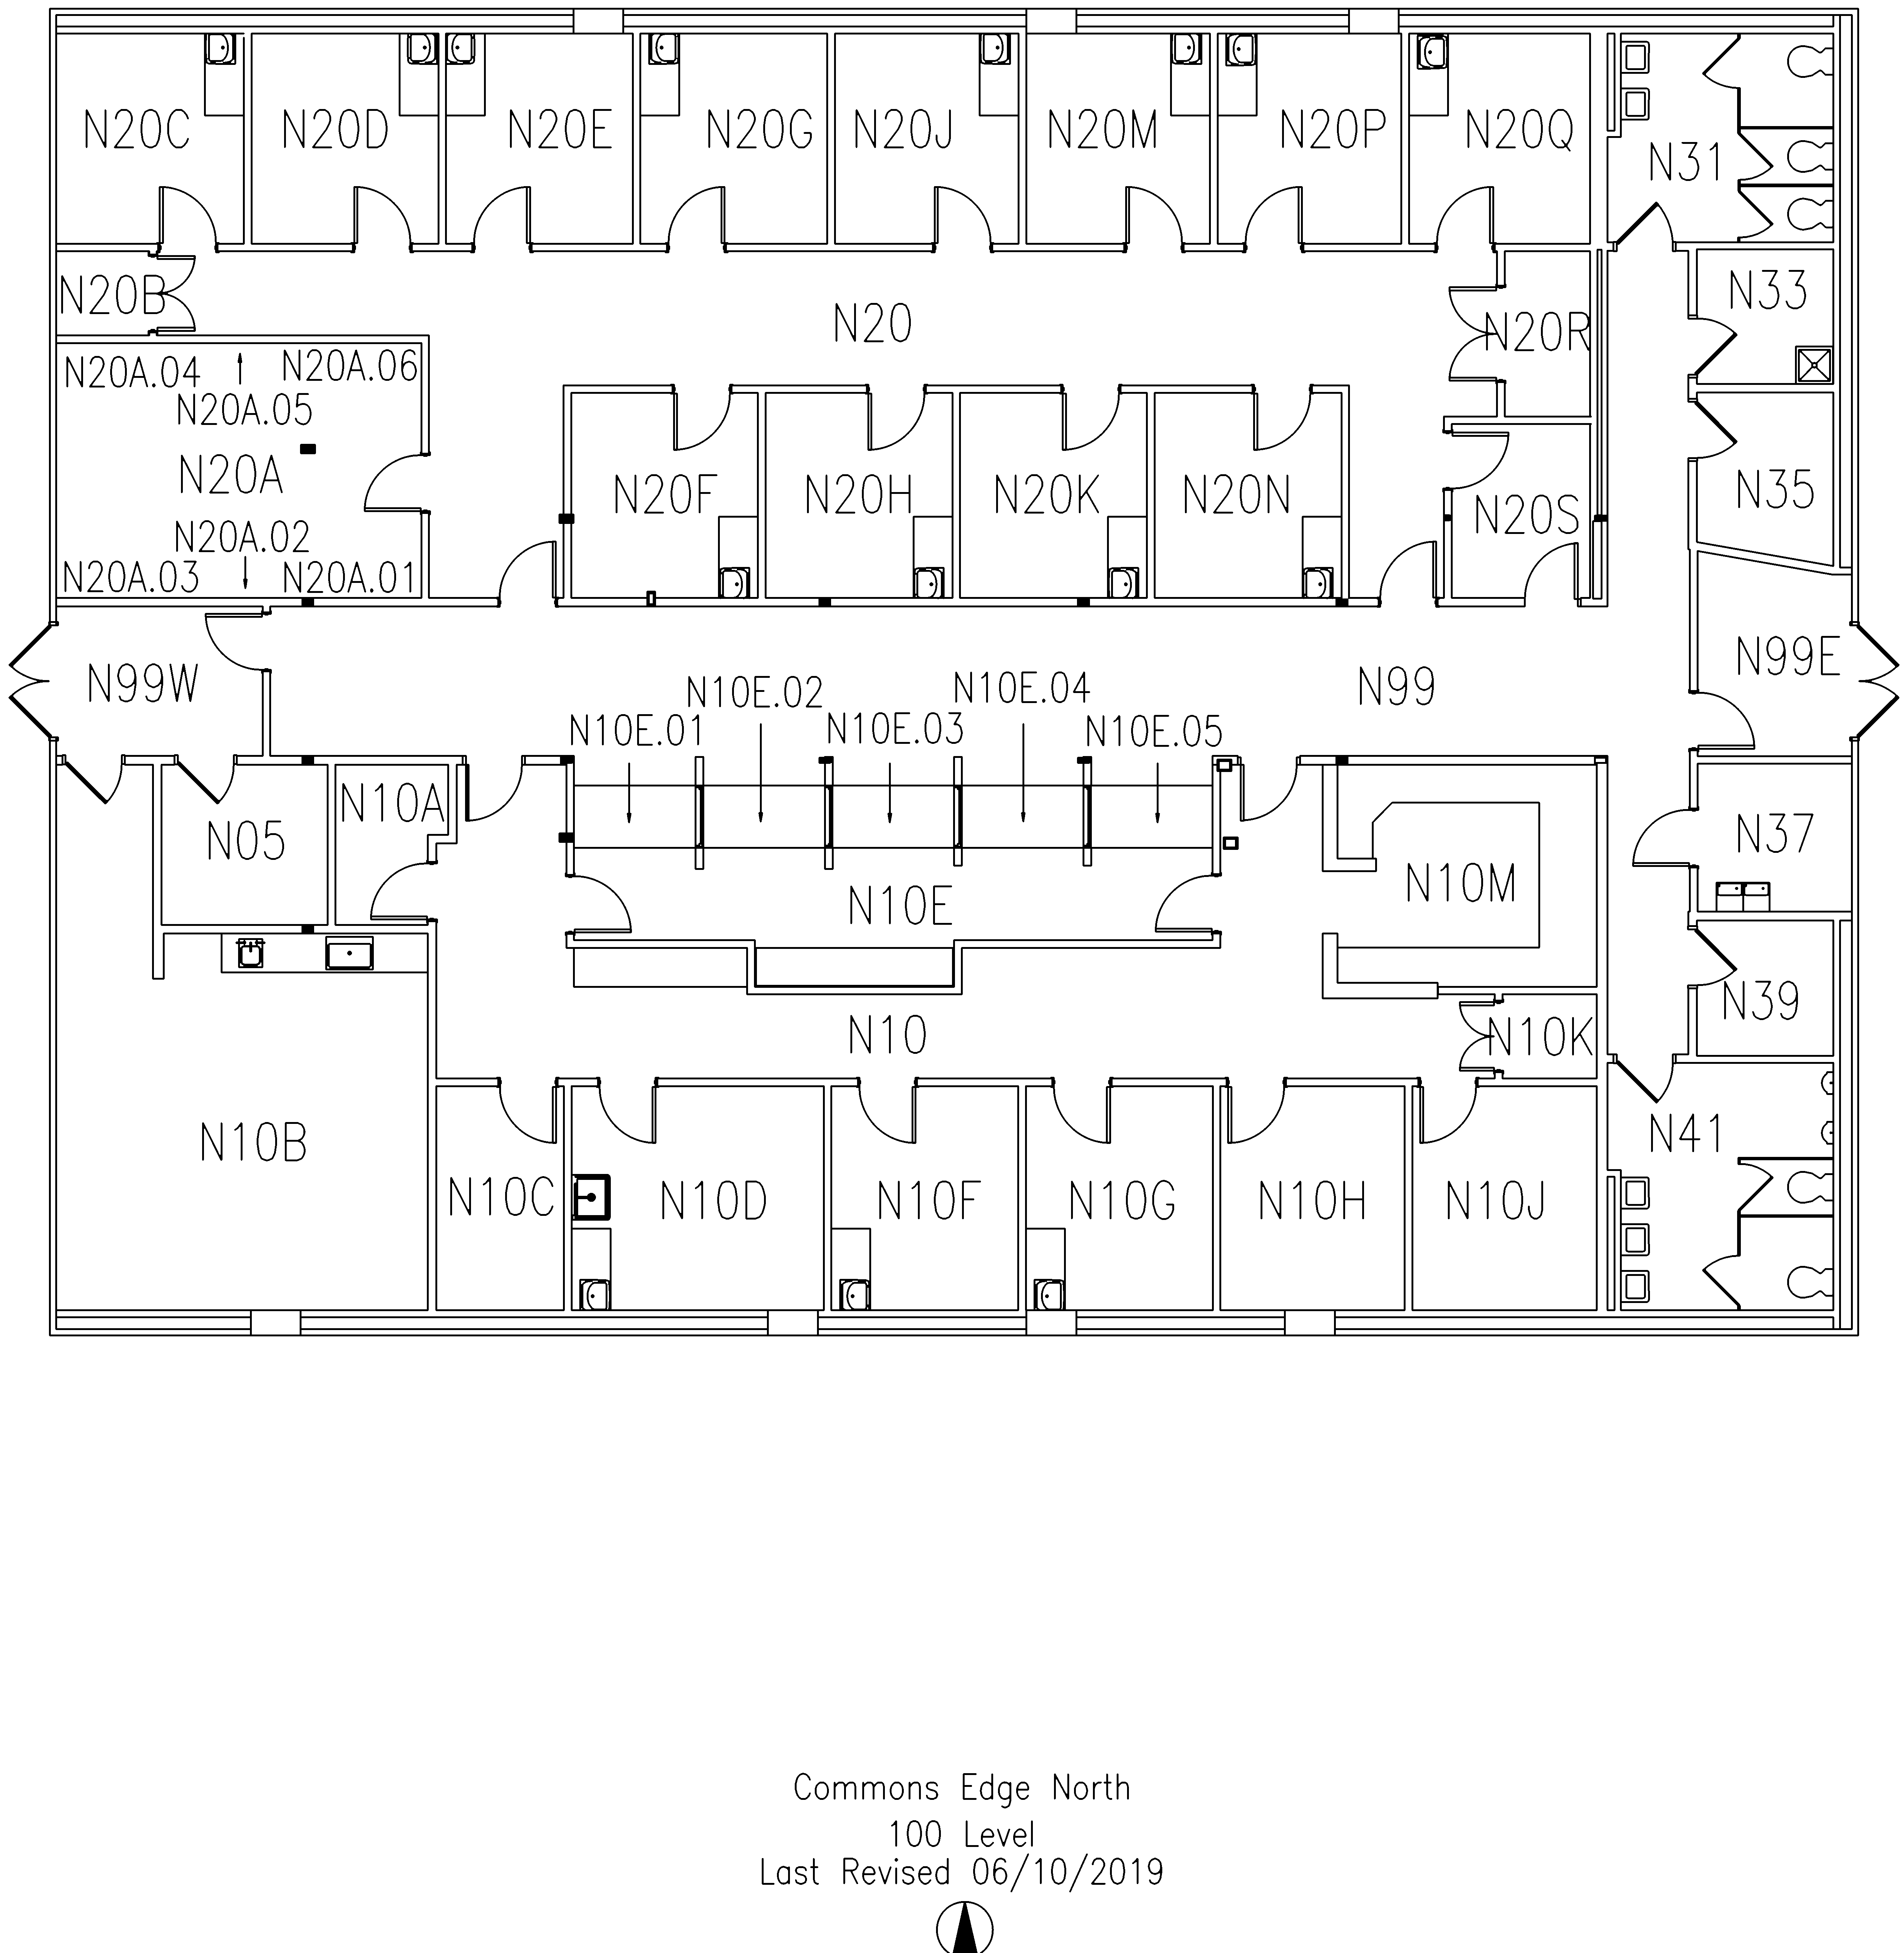 N20C N20D N20E N20G N20J N20M N20P N20Q
N31
N20B
N33
N20
N20R
N20A.04 N20A.06
N20A.05
N20A
N20F N20H N20K N20N
N35
N20S
N20A.02
N20A.03 N20A.01
N99W
N99E
N99
N10E.02 N10E.04
N10E.01 N10E.03 N10E.05
N10A
N05
N37
N10M
N10E
N39
N10
N10K
N10B
N41
N10C N10D N10F N10G N10H N10J
Commons Edge North
100 Level
Last Revised 06/10/2019